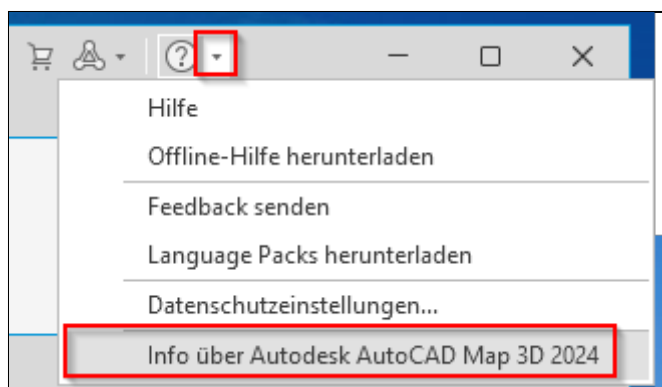 Hilfe
Offline-Hilfe herunterladen
Feedback senden
Language Packs herunterladen
Datenschutzeinstellungen...
Info über Autodesk AutoCAD Map 3D 2024